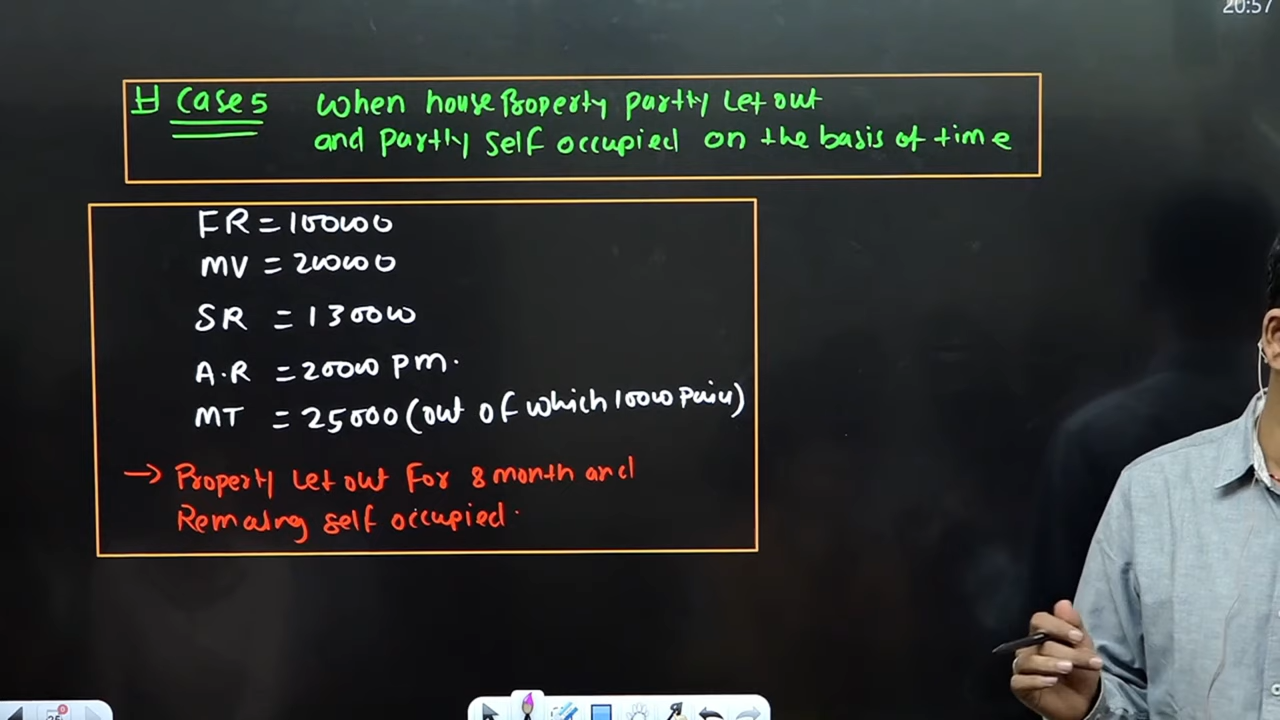 20:57
Case 5 when house Property partly Let out
and partly self occupied on the basis of time
FR = 100000
MV = 200000
SR = 130000
A.R = 20000 pm.
MT = 25000 (out of which 10000 paid)
→ Property Let out For 8 month and
Remaing self occupied.